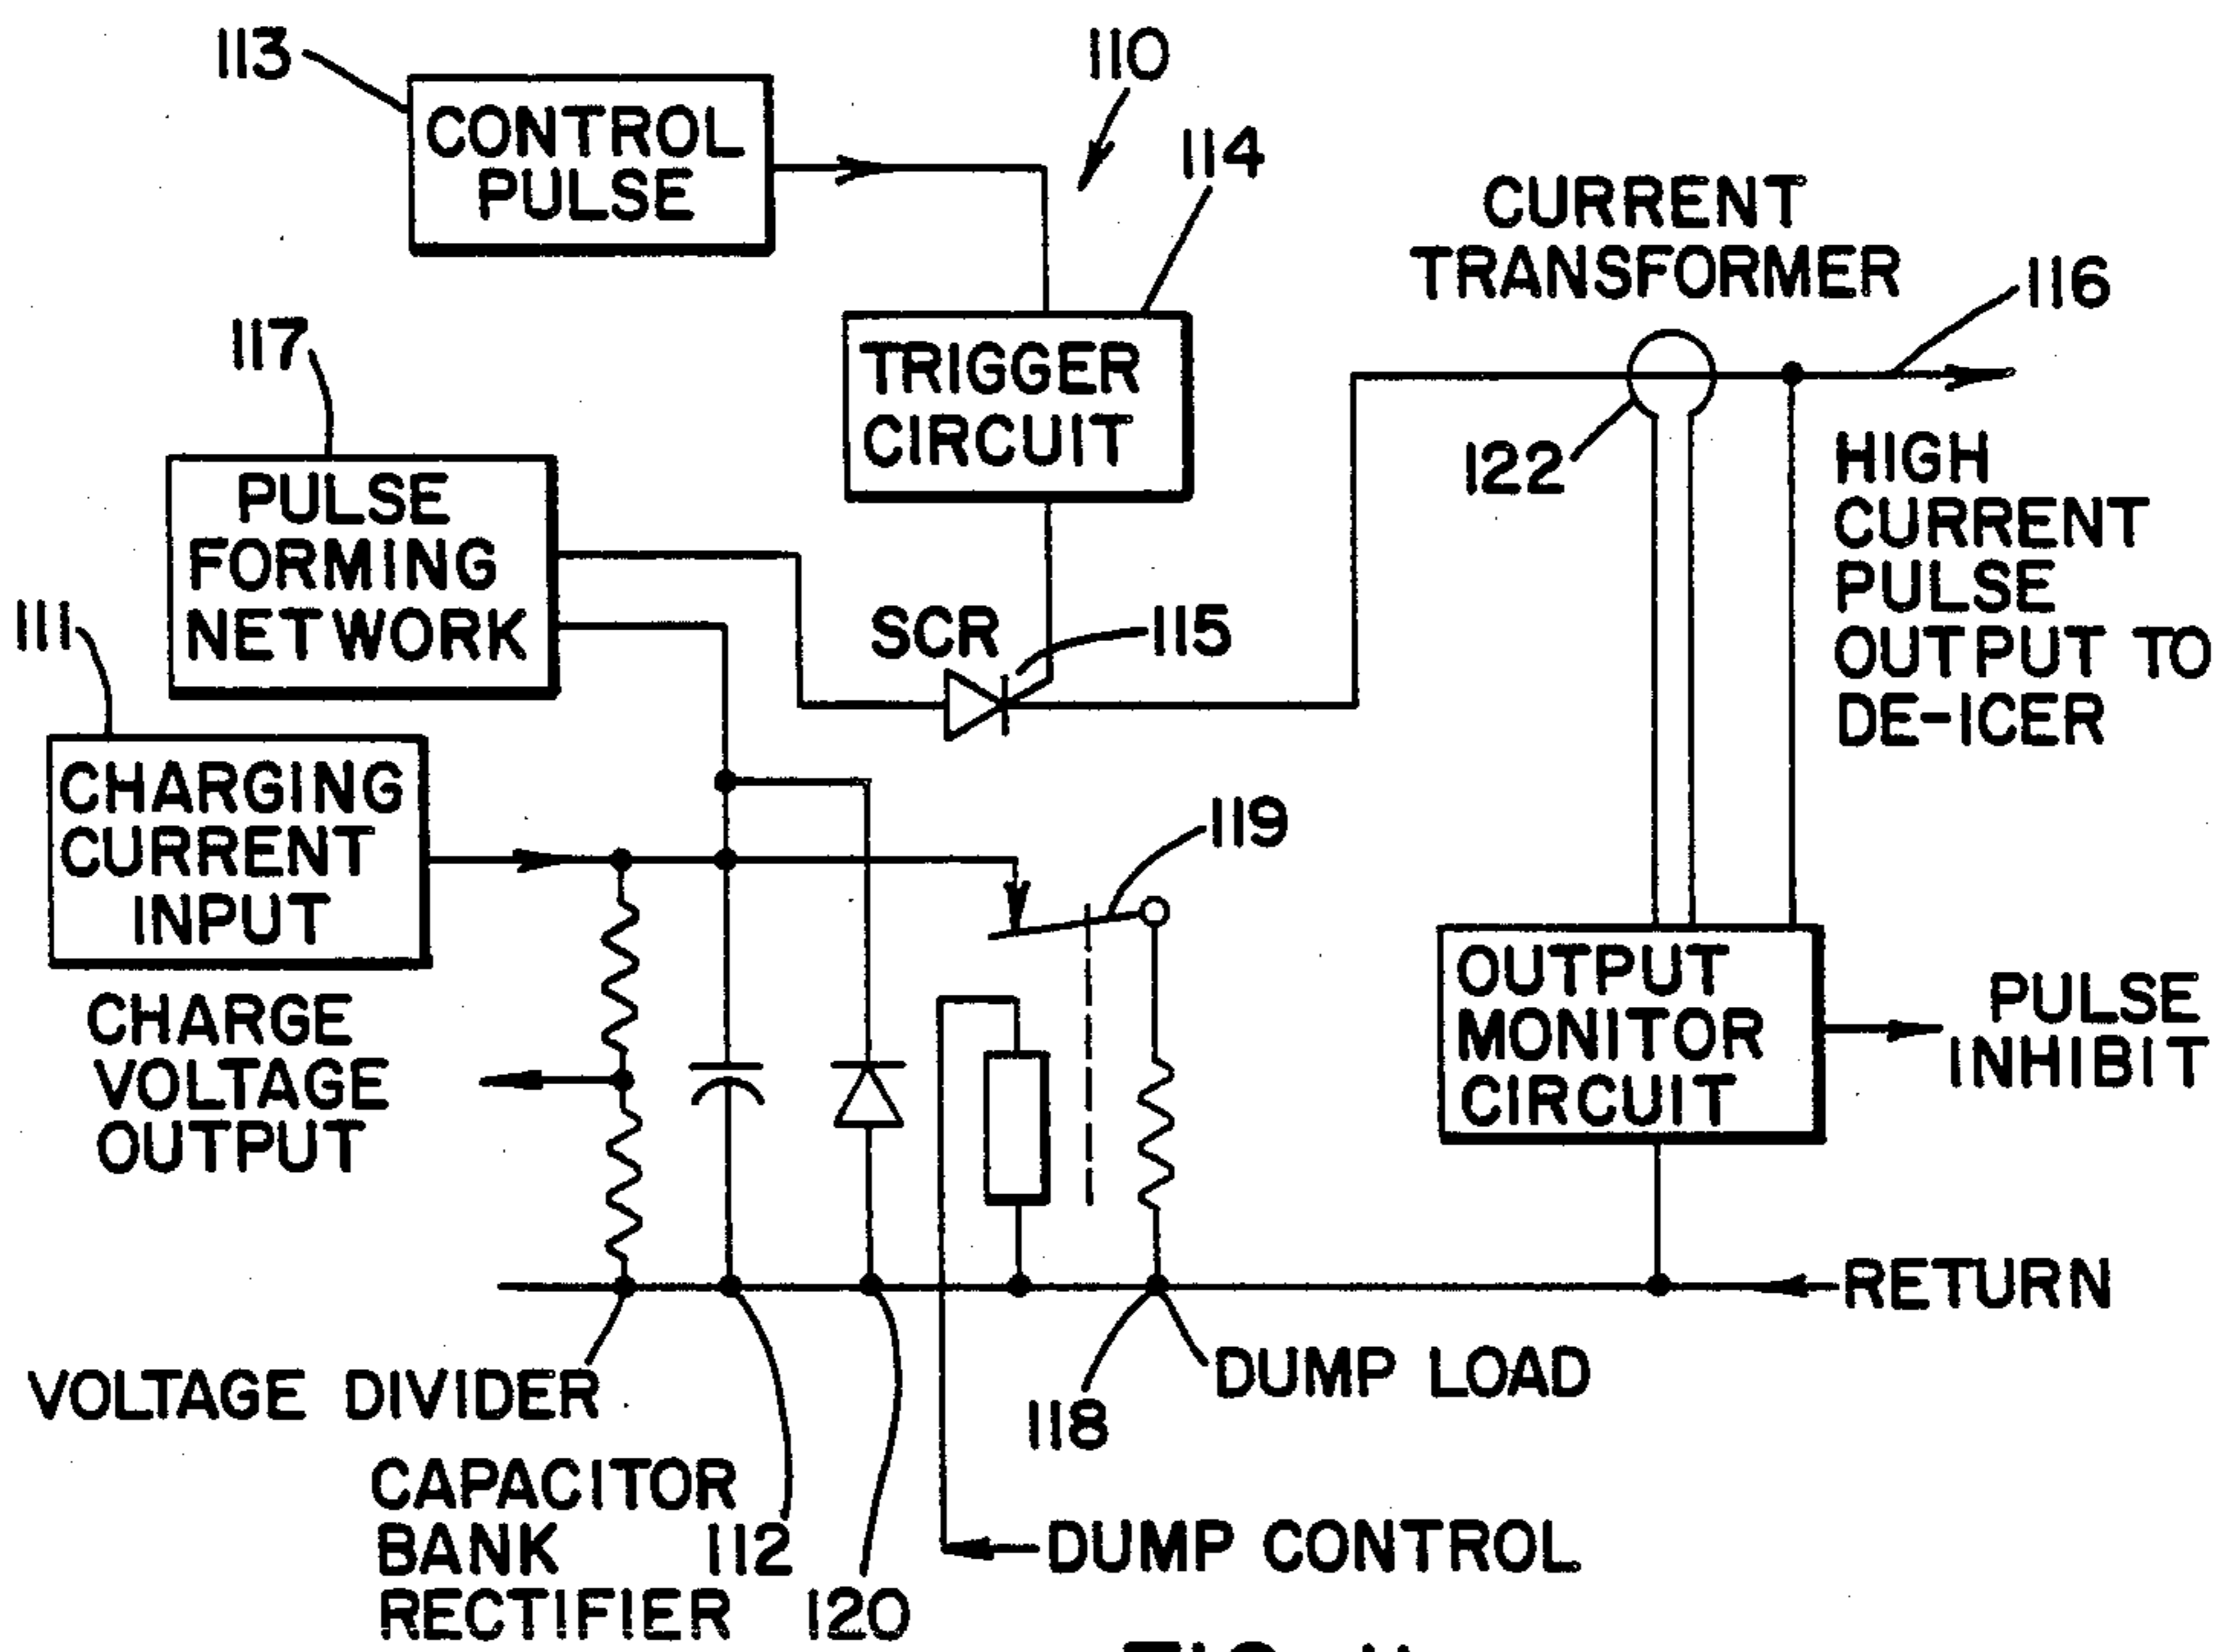 113
110
CONTROL
PULSE
114
CURRENT
TRANSFORMER
116
117
TRIGGER
CIRCUIT
122
HIGH
CURRENT
PULSE
OUTPUT TO
DE-ICER
PULSE
FORMING
NETWORK
111
SCR
115
CHARGING
CURRENT
INPUT
119
CHARGE
VOLTAGE
OUTPUT
OUTPUT
MONITOR
CIRCUIT
PULSE
INHIBIT
RETURN
VOLTAGE DIVIDER
DUMP LOAD
118
CAPACITOR
BANK 112
RECTIFIER 120
DUMP CONTROL